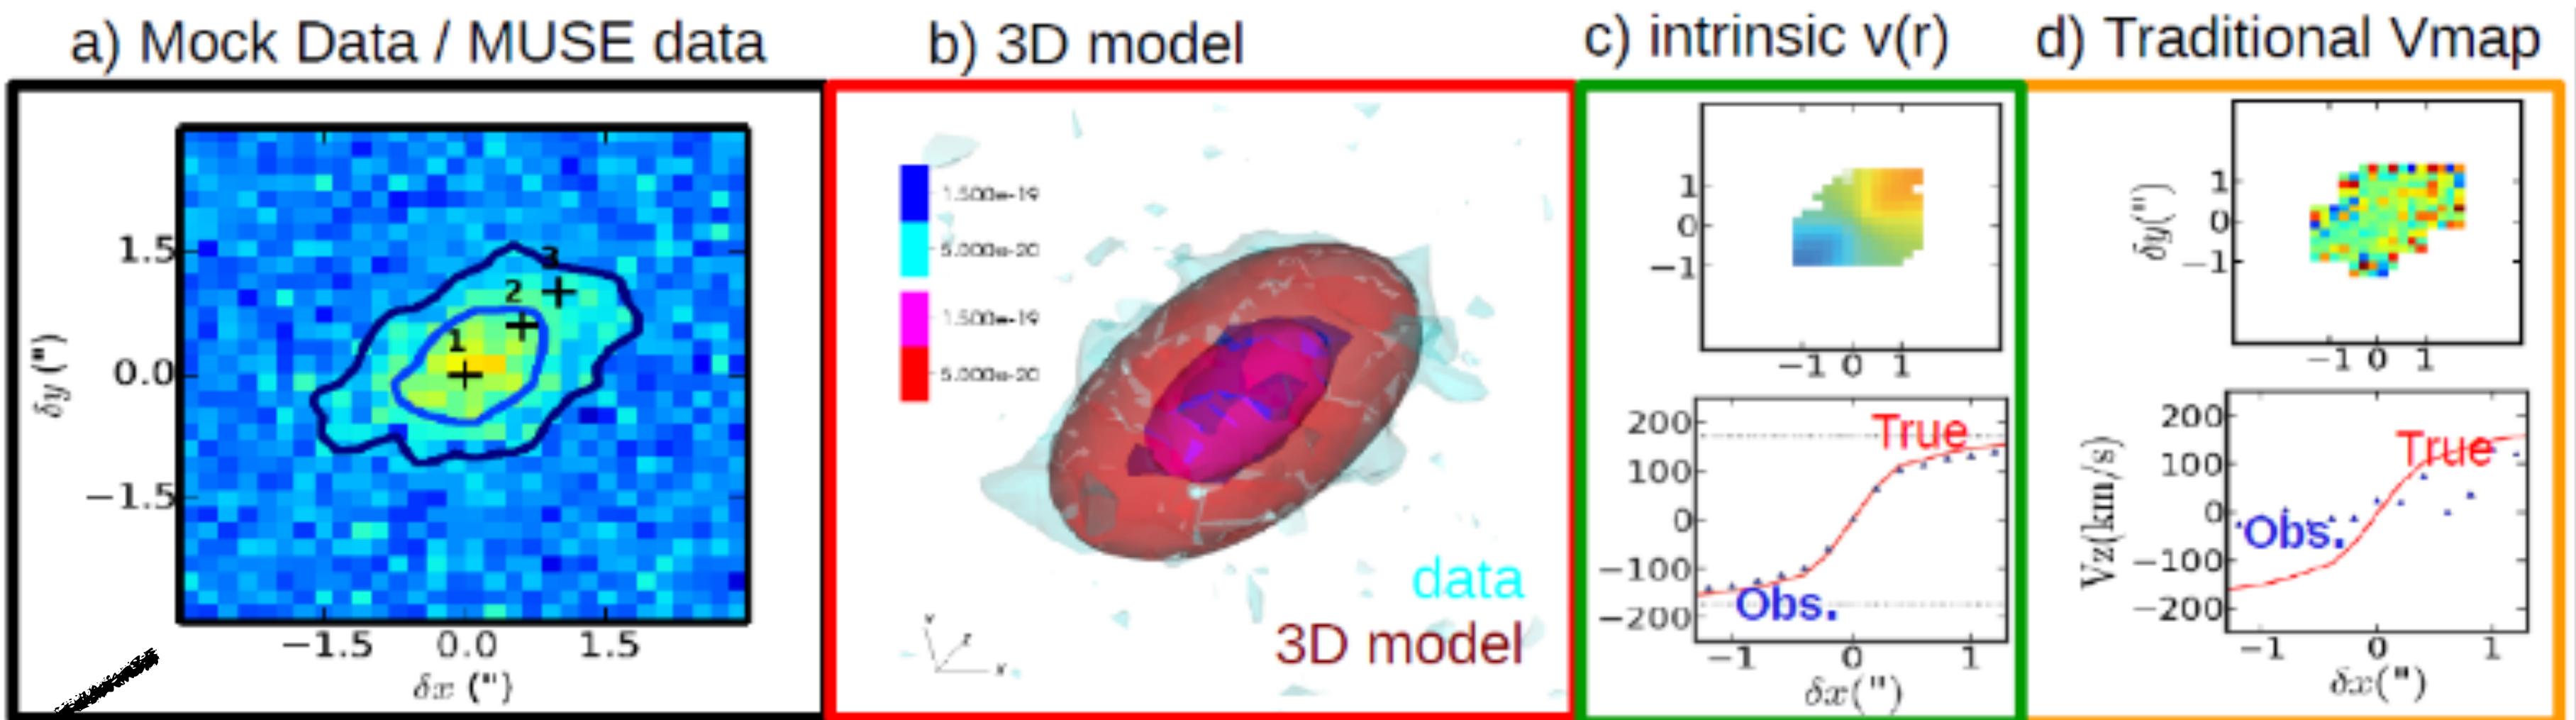 a) Mock Data / MUSE data
b) 3D model
c) intrinsic v(r)
d) Traditional Vmap
1.5
0.0
−1.5
δy (")
−1.5 0.0 1.5
δx (")
1
2
3
1.500e-19
5.000e-20
1.500e-19
5.000e-20
data
3D model
Y
Z
X
1
0
−1
−1 0 1
200
100
0
−100
−200
True
Obs.
−1 0 1
δx(")
δy(")
1
0
−1
−1 0 1
Vz(km/s)
200
100
0
−100
−200
True
Obs.
−1 0 1
δx(")